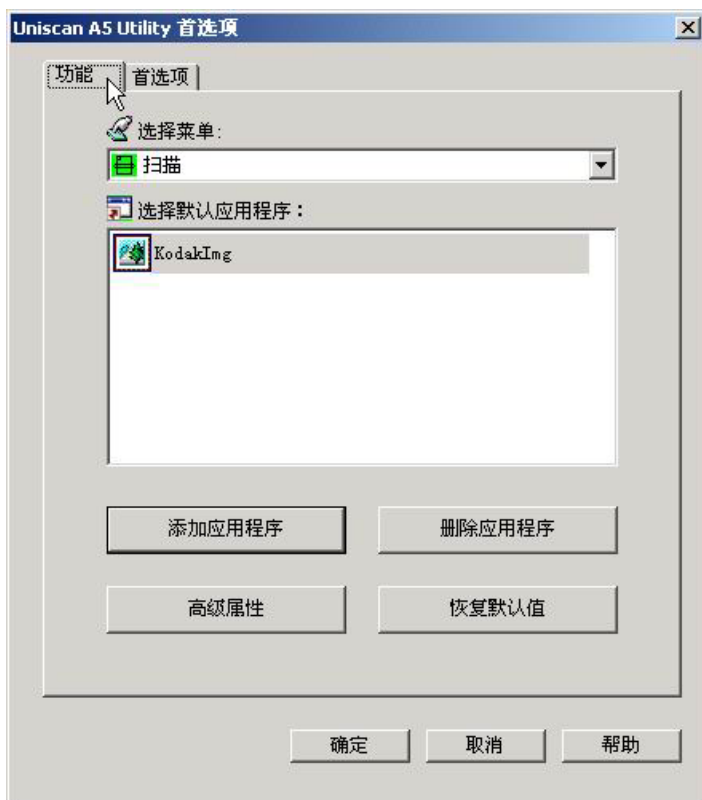 Uniscan A5 Utility 首选项
功能 首选项
选择菜单:
扫描
选择默认应用程序：
KodakImg
添加应用程序 删除应用程序
高级属性 恢复默认值
确定 取消 帮助